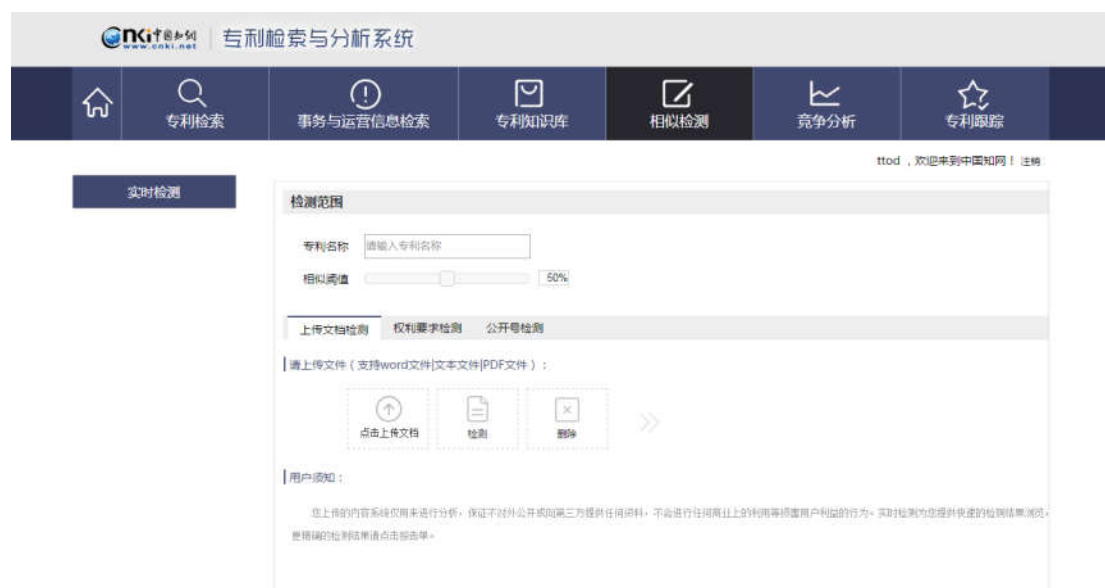 Cnki 中国知网 专利检索与分析系统
www.cnki.net
专利检索 事务与运营信息检索 专利知识库 相似检测 竞争分析 专利跟踪
ttod ，欢迎来到中国知网！ 注销
实时检测
检测范围
专利名称 请输入专利名称
相似阈值 50%
上传文档检测 权利要求检测 公开号检测
请上传文件（支持word文件|文本文件|PDF文件）：
点击上传文档 检测 删除
用户须知：
您上传的内容系统仅用来进行分析，保证不对外公开或向第三方提供任何资料，不会进行任何商业上的利用等损害用户利益的行为。实时检测为您提供快速的检测结果浏览，
更精确的检测结果请点击报告单。